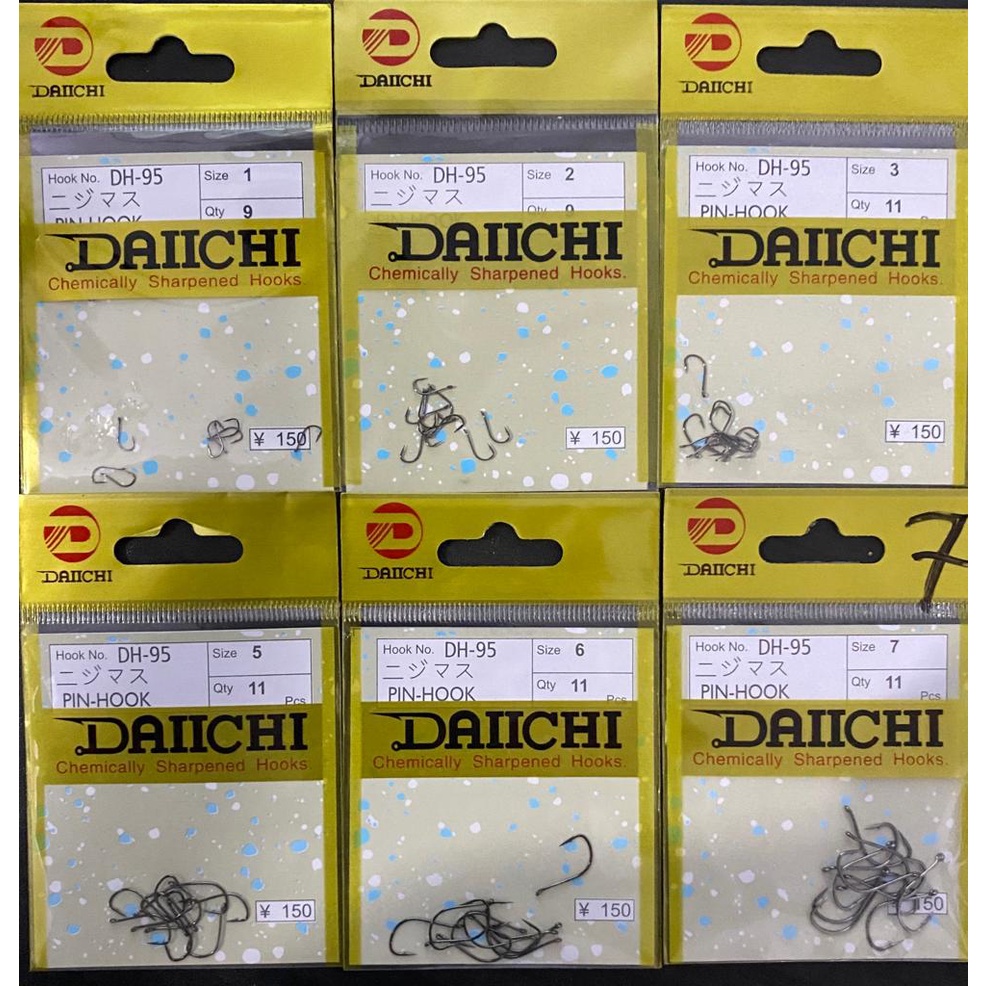 DAIICHI
Hook No. DH-95
ニジマス
PIN-HOOK
Size 1
Qty 9
DAIICHI
Chemically Sharpened Hooks.
¥ 150
DAIICHI
Hook No. DH-95
ニジマス
Size 2
Qty 9
DAIICHI
Chemically Sharpened Hooks.
¥ 150
DAIICHI
Hook No. DH-95
ニジマス
PIN-HOOK
Size 3
Qty 11
Pcs
DAIICHI
Chemically Sharpened Hooks.
¥ 150
DAIICHI
Hook No. DH-95
ニジマス
PIN-HOOK
Size 5
Qty 11
Pcs
DAIICHI
Chemically Sharpened Hooks.
¥ 150
DAIICHI
Hook No. DH-95
ニジマス
PIN-HOOK
Size 6
Qty 11
Pcs
DAIICHI
Chemically Sharpened Hooks.
¥ 150
DAIICHI
7
Hook No. DH-95
ニジマス
PIN-HOOK
Size 7
Qty 11
Pcs
DAIICHI
Chemically Sharpened Hooks.
150